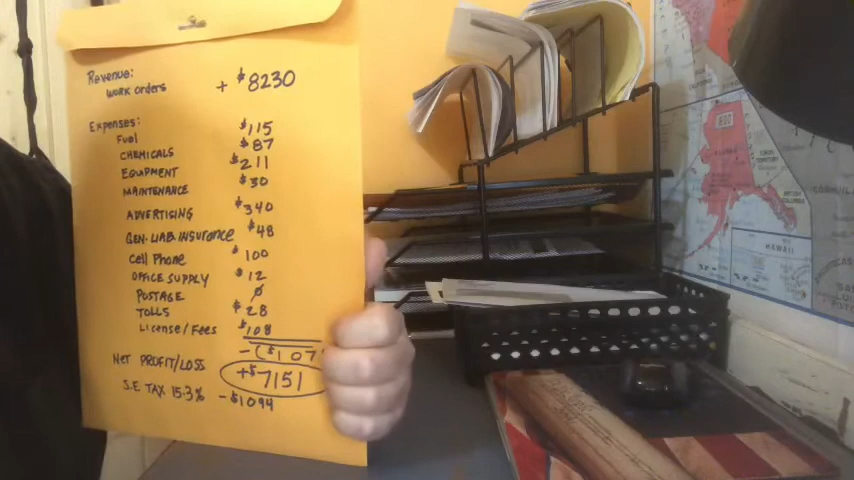 Revenue:
WORK ORDERS + $8230
Expenses:
Fuel $115
CHEMICALS $87
EQUIPMENT $211
MAINTENANCE $30
ADVERTISING $340
GEN. LIAB. INSURANCE $48
Cell Phone $100
OFFICE SUPPLY $12
POSTAGE ∅
TOLLS $28
License/Fees $108
- ($107
NET PROFIT/LOSS +$7151
S.E TAX 15.3% -$1094
HAWAII